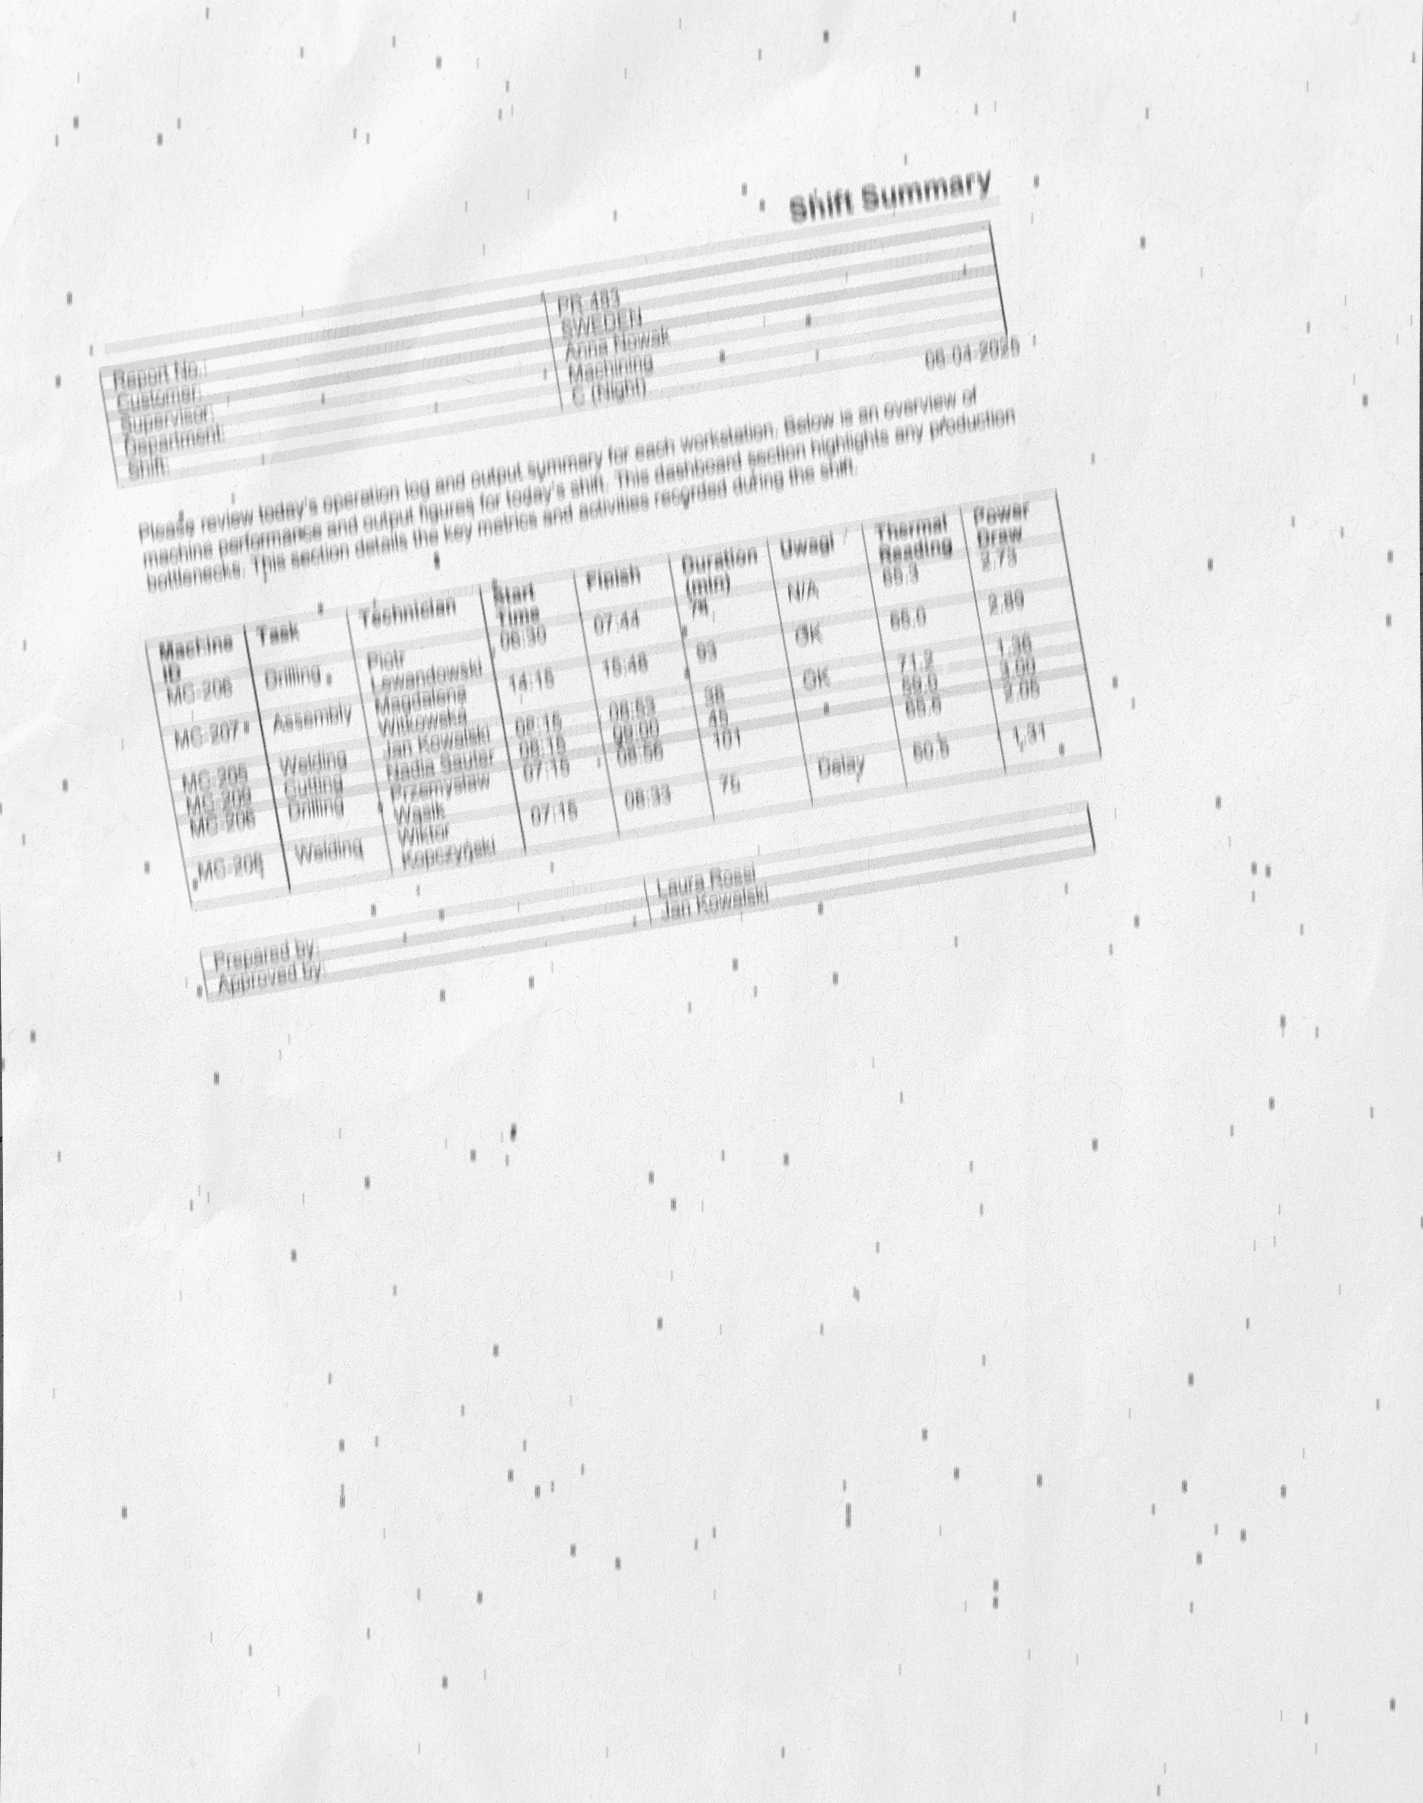 Shift Summary
Report No.: PR 483
Customer: SWEDEN
Supervisor: Anna Nowak
Department: Machining
Shift: C (Night)
06-04-2025
Please review today's operation log and output summary for each workstation. Below is an overview of
machine performance and output figures for today's shift. This dashboard section highlights any production
bottlenecks. This section details the key metrics and activities recorded during the shift.
Machine ID Task Technician Start Time Finish Duration (min) Uwagi Thermal Reading Power Draw
MC-206 Drilling Piotr Lewandowski 06:30 07:44 74 N/A 65.3 2.73
MC-207 Assembly Magdalena Witkowska 14:15 15:48 93 OK 65.0 2.89
MC-205 Welding Jan Kowalski 08:15 08:53 38 OK 71.2 1.36
MC-209 Cutting Nadia Sauter 08:15 09:00 45 59.0 3.00
MC-206 Drilling Przemysław Wąsik 07:15 08:56 101 65.6 2.05
MC-206 Welding Wiktor Kopczyński 07:15 08:33 75 Delay 60.5 1.31
Prepared by: Laura Rossi
Approved by: Jan Kowalski